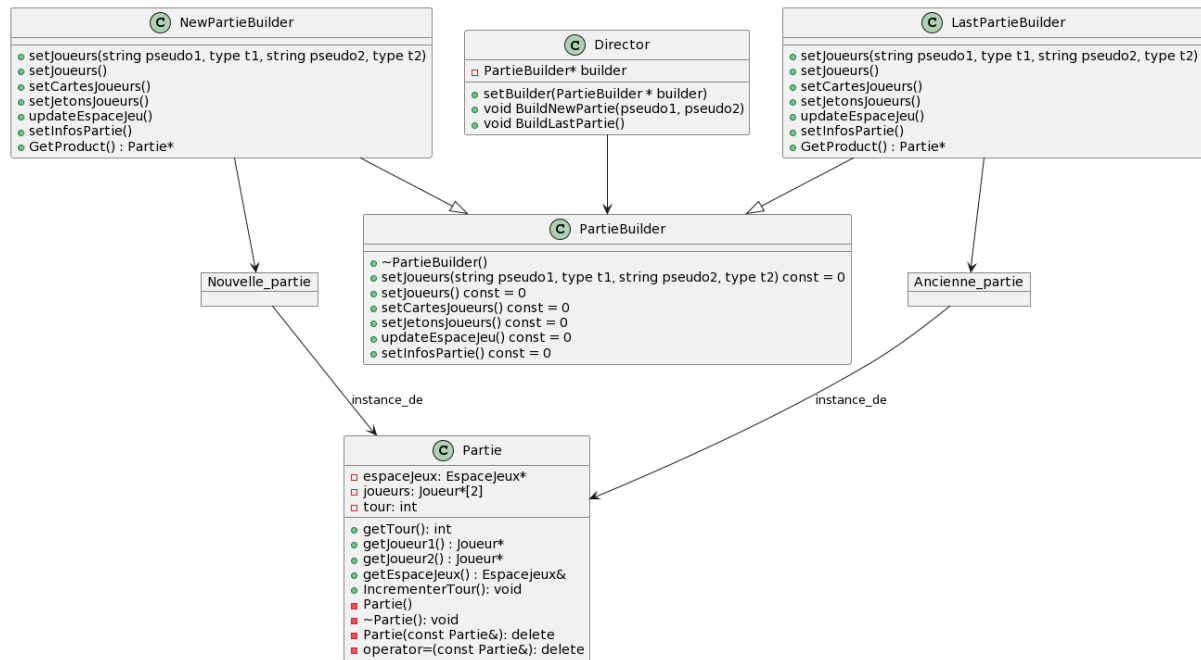 C NewPartieBuilder
setJoueurs(string pseudo1, type t1, string pseudo2, type t2)
setJoueurs()
setCartesJoueurs()
setJetonsJoueurs()
updateEspaceJeu()
setInfosPartie()
GetProduct() : Partie*
C Director
PartieBuilder* builder
setBuilder(PartieBuilder * builder)
void BuildNewPartie(pseudo1, pseudo2)
void BuildLastPartie()
C LastPartieBuilder
setJoueurs(string pseudo1, type t1, string pseudo2, type t2)
setJoueurs()
setCartesJoueurs()
setJetonsJoueurs()
updateEspaceJeu()
setInfosPartie()
GetProduct() : Partie*
Nouvelle_partie
C PartieBuilder
~PartieBuilder()
setJoueurs(string pseudo1, type t1, string pseudo2, type t2) const = 0
setJoueurs() const = 0
setCartesJoueurs() const = 0
setJetonsJoueurs() const = 0
updateEspaceJeu() const = 0
setInfosPartie() const = 0
Ancienne_partie
instance_de
instance_de
C Partie
espaceJeux: EspaceJeux*
joueurs: Joueur*[2]
tour: int
getTour(): int
getJoueur1() : Joueur*
getJoueur2() : Joueur*
getEspaceJeux() : Espacejeux&
IncrementerTour(): void
Partie()
~Partie(): void
Partie(const Partie&): delete
operator=(const Partie&): delete